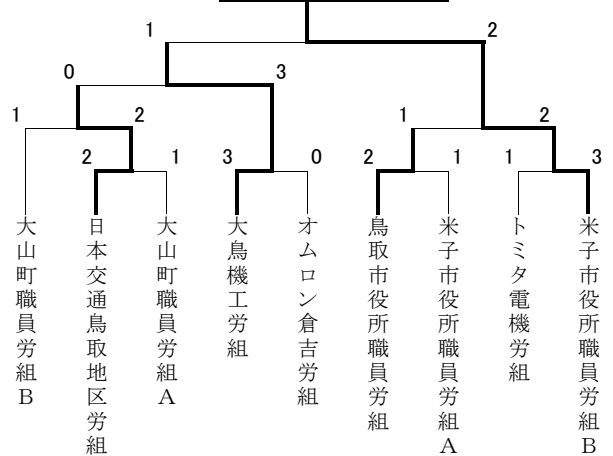 1
2
0
3
1
2
1
2
2
1
3
0
2
1
1
3
大山町職員労組B
日本交通鳥取地区労組
大山町職員労組A
大鳥機工労組
オムロン倉吉労組
鳥取市役所職員労組
米子市役所職員労組A
トミタ電機労組
米子市役所職員労組B